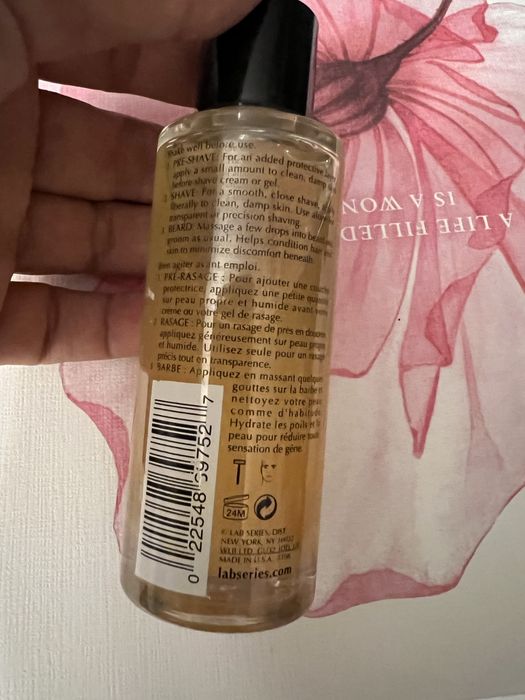 Shake well before use.
1 PRE-SHAVE: For an added protective
apply a small amount to clean, damp skin
before shave cream or gel.
2 SHAVE: For a smooth, close shave,
liberally to clean, damp skin. Use
transparent or precision shaving.
3 BEARD: Massage a few drops into
groom as usual. Helps condition
skin to minimize discomfort beneath.
Bien agiter avant emploi.
1 PRÉ-RASAGE : Pour ajouter une couche
protectrice, appliquez une petite
sur peau propre et humide avant
crème ou votre gel de rasage.
2 RASAGE : Pour un rasage de près en douceur,
appliquez généreusement sur peau propre
et humide. Utilisez seule pour un rasage
précis tout en transparence.
3 BARBE : Appliquez en massant quelques
gouttes sur la barbe et
nettoyez votre peau
comme d'habitude.
Hydrate les poils et la
peau pour réduire toute
sensation de gêne.
24M
© LAB SERIES, DIST.
NEW YORK, NY
MADE IN U.S.A.
labseries.com
0 22548 39752 7
A LIFE FILLED
IS A WON